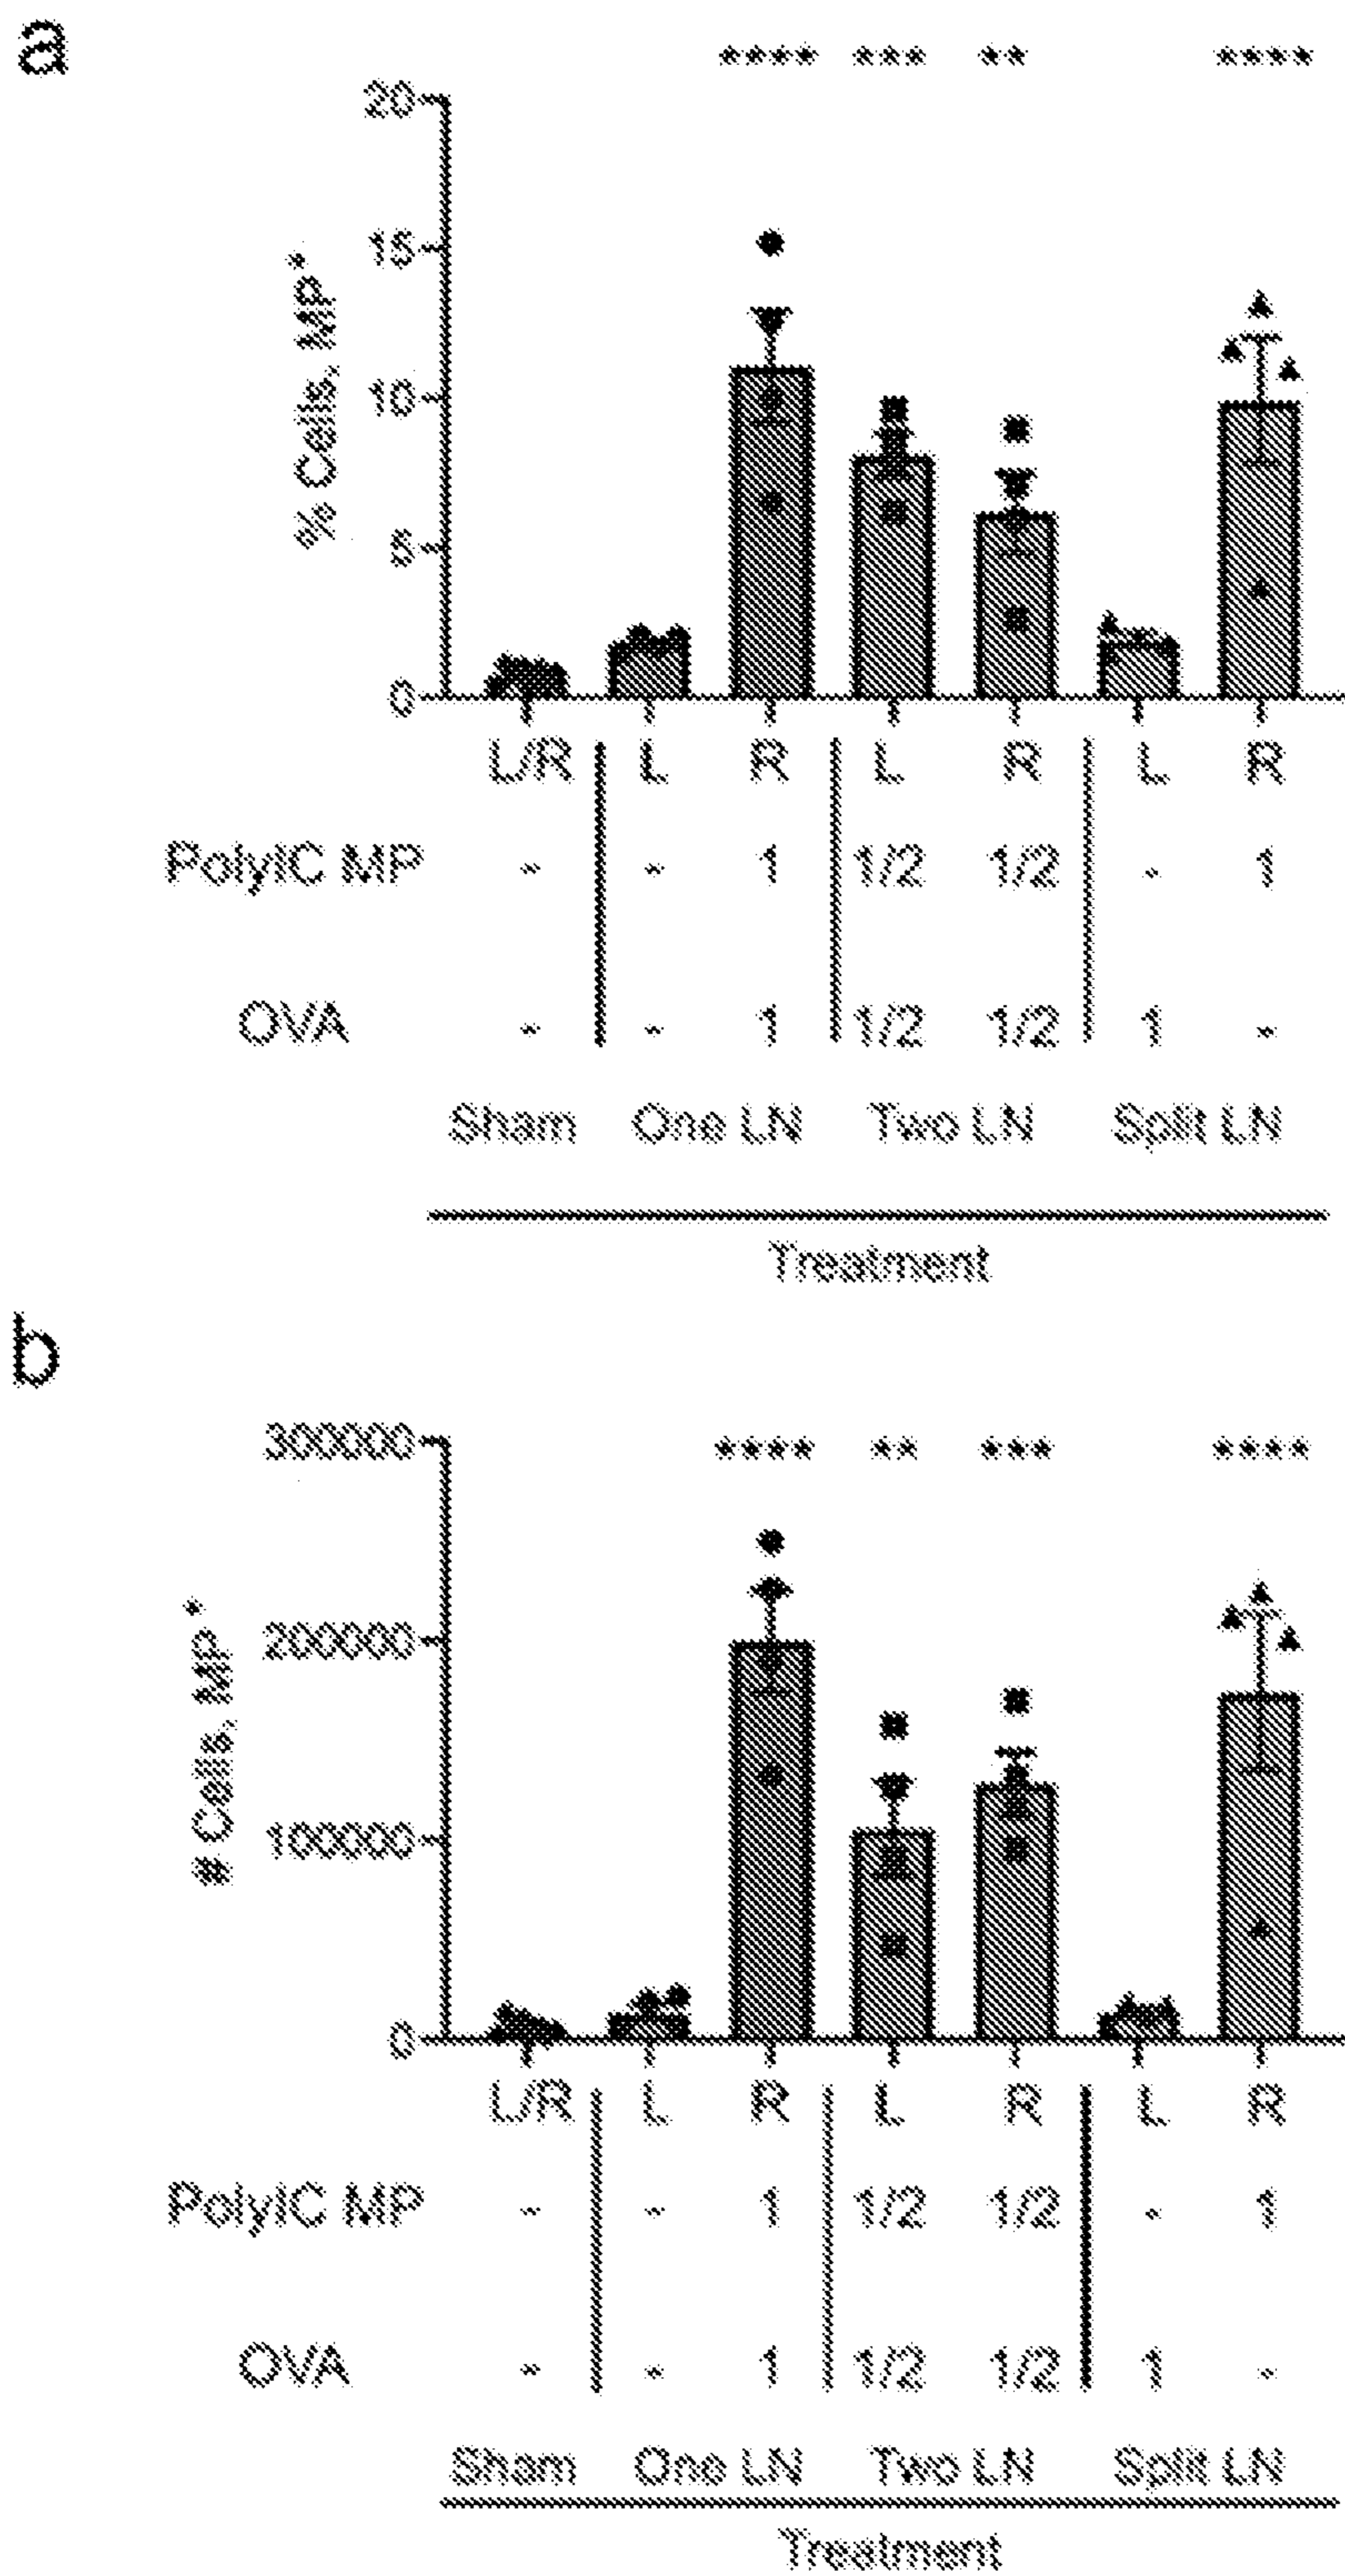 a
**** *** ** ****
20
15
10
5
0
% Cells, MP+
L/R L R L R L R
PolyIC MP - - 1 1/2 1/2 - 1
OVA - - 1 1/2 1/2 1 -
Sham One LN Two LN Split LN
Treatment
b
**** ** *** ****
300000
200000
100000
0
# Cells, MP+
L/R L R L R L R
PolyIC MP - - 1 1/2 1/2 - 1
OVA - - 1 1/2 1/2 1 -
Sham One LN Two LN Split LN
Treatment